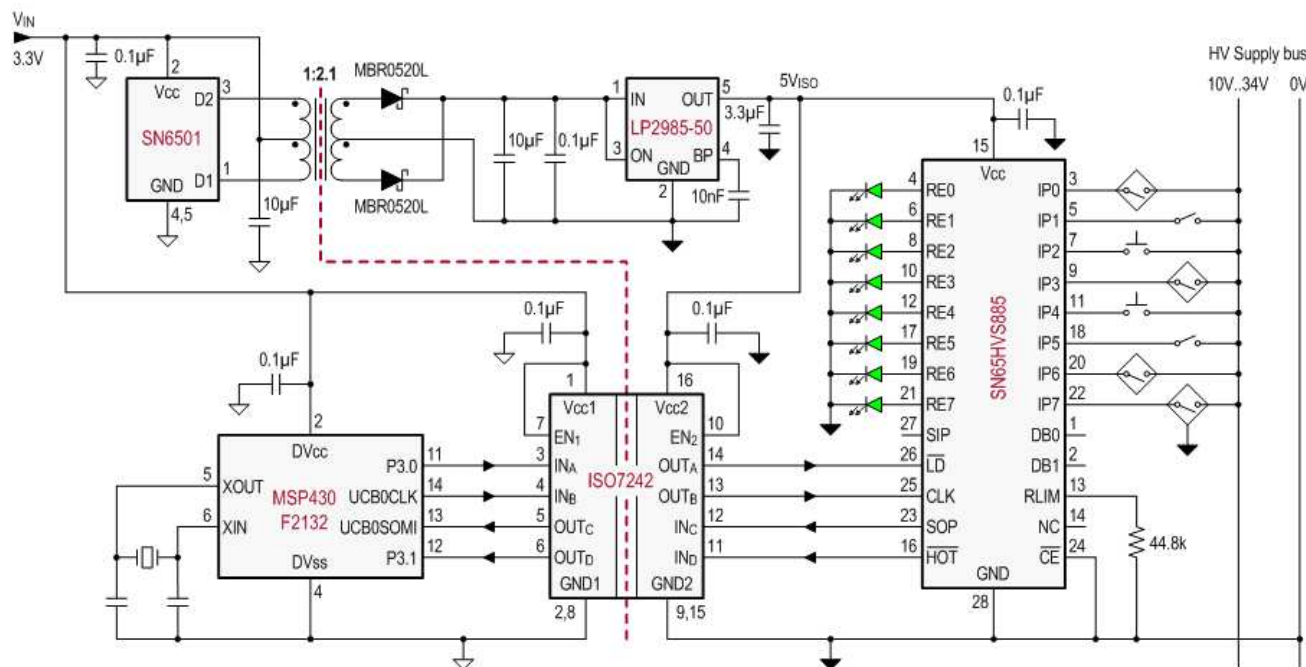 VIN
3.3V
0.1µF
2
Vcc
D2
3
SN6501
D1
1
GND
4,5
10µF
1:2.1
MBR0520L
MBR0520L
10µF
0.1µF
1
IN
OUT
5
LP2985-50
3
ON
BP
4
GND
2
10nF
3.3µF
5VISO
0.1µF
HV Supply bus
10V..34V
0V
15
Vcc
4
RE0
IP0
3
6
RE1
IP1
5
8
RE2
IP2
7
10
RE3
IP3
9
12
RE4
IP4
11
17
RE5
IP5
18
19
RE6
IP6
20
21
RE7
IP7
22
27
SIP
DB0
1
26
LD
DB1
2
25
CLK
RLIM
13
23
SOP
NC
14
16
HOT
CE
24
SN65HVS885
GND
28
44.8k
0.1µF
0.1µF
0.1µF
1
16
Vcc1
Vcc2
7
EN1
EN2
10
3
INA
OUTA
14
4
INB
OUTB
13
5
OUTC
INC
12
6
OUTD
IND
11
ISO7242
GND1
GND2
2,8
9,15
2
DVcc
5
XOUT
P3.0
11
MSP430
UCB0CLK
14
6
XIN
F2132
UCB0SOMI
13
P3.1
12
DVss
4